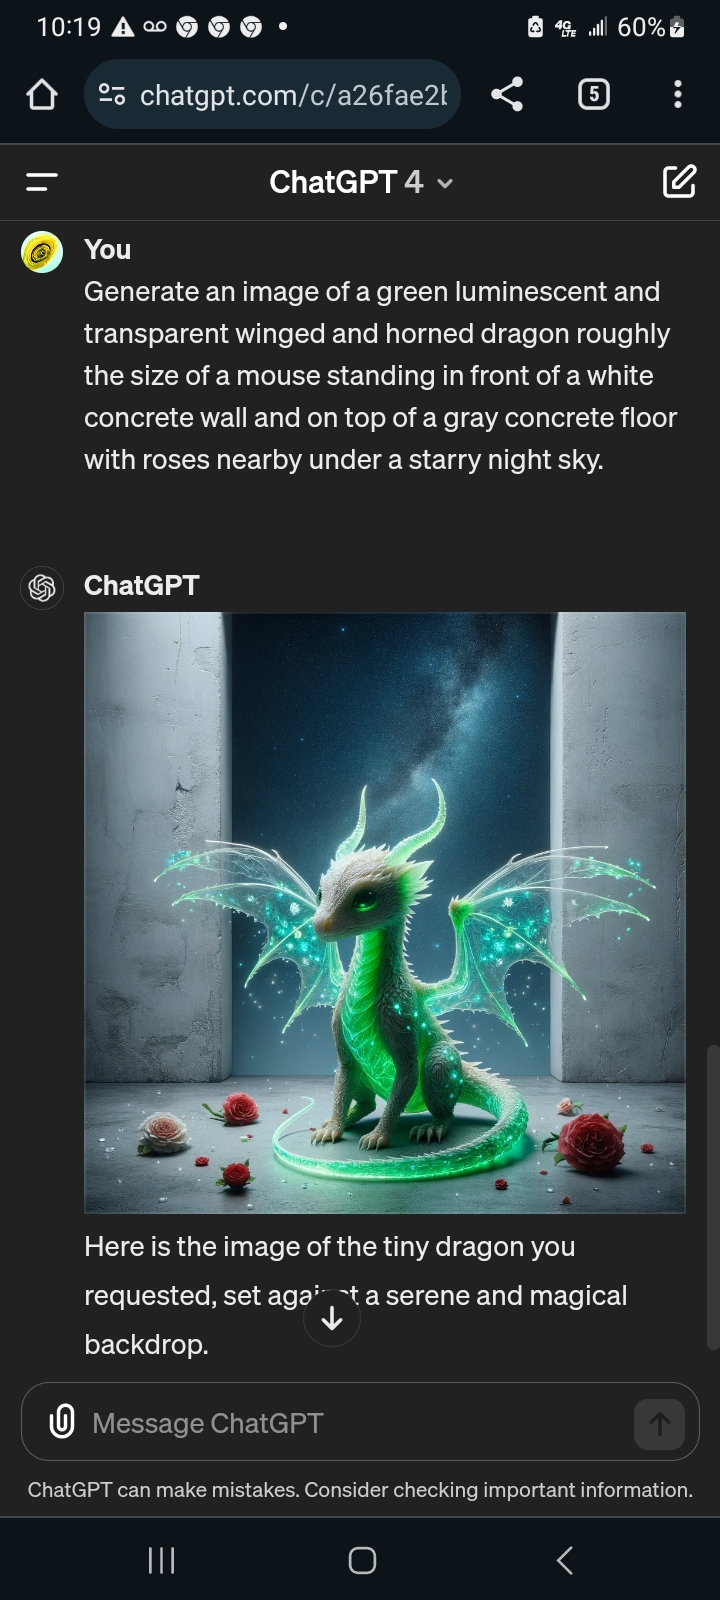 10:19 4G LTE 60%
chatgpt.com/c/a26fae2 5
ChatGPT 4
You
Generate an image of a green luminescent and
transparent winged and horned dragon roughly
the size of a mouse standing in front of a white
concrete wall and on top of a gray concrete floor
with roses nearby under a starry night sky.
ChatGPT
Here is the image of the tiny dragon you
requested, set against a serene and magical
backdrop.
Message ChatGPT
ChatGPT can make mistakes. Consider checking important information.